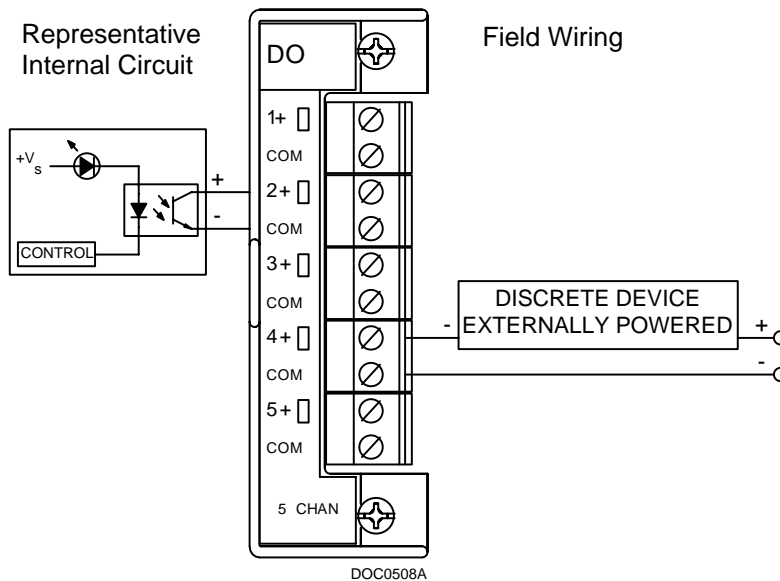 Representative
Internal Circuit
Field Wiring
DO
1+
COM
2+
COM
3+
COM
4+
COM
5+
COM
5 CHAN
+V
s
CONTROL
+
-
-
DISCRETE DEVICE
EXTERNALLY POWERED
+
-
DOC0508A